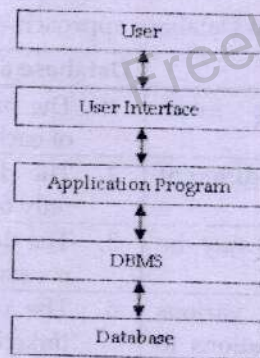 User
User Interface
Application Program
DBMS
Database